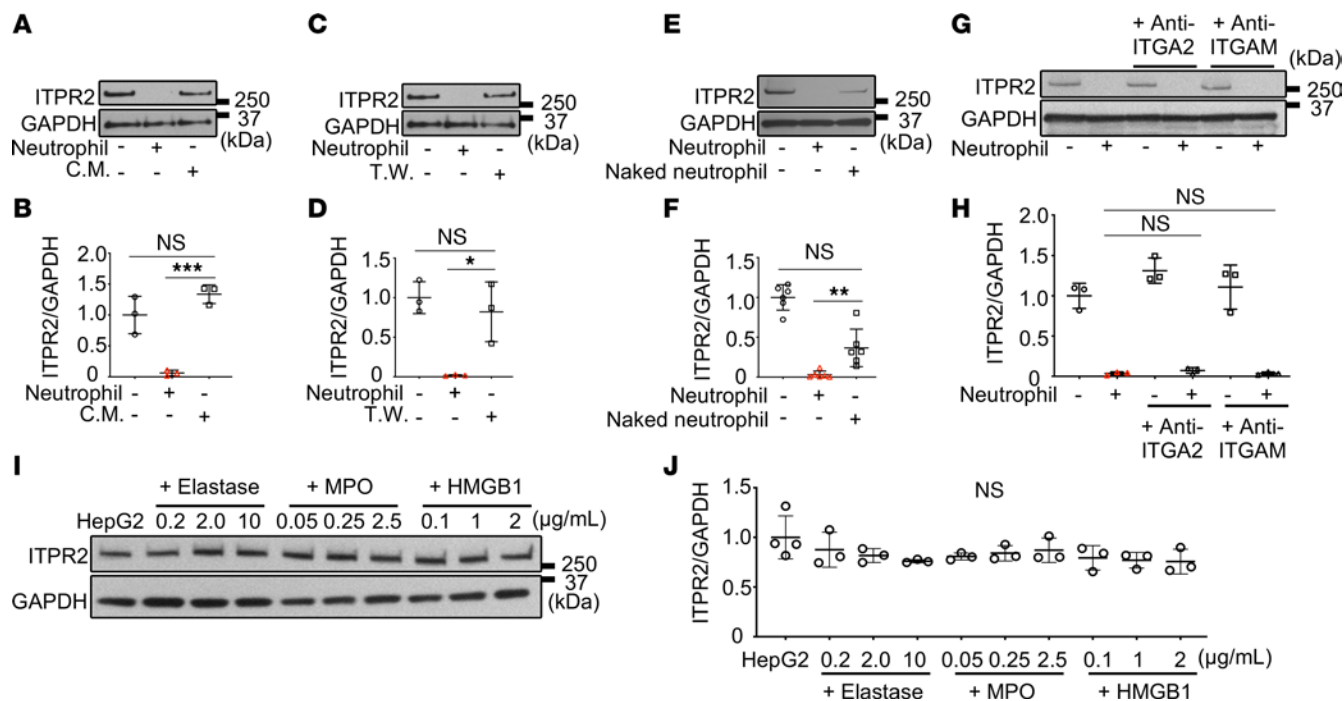 A
ITPR2
GAPDH
250
37
(kDa)
Neutrophil - + -
C.M. - - +
B
ITPR2/GAPDH
2.0
1.5
1.0
0.5
0
NS
***
Neutrophil - + -
C.M. - - +
C
ITPR2
GAPDH
250
37
(kDa)
Neutrophil - + -
T.W. - - +
D
ITPR2/GAPDH
1.5
1.0
0.5
0
NS
*
Neutrophil - + -
T.W. - - +
E
ITPR2
GAPDH
250
37
(kDa)
Neutrophil - + -
Naked neutrophil - - +
F
ITPR2/GAPDH
1.5
1.0
0.5
0
NS
**
Neutrophil - + -
Naked neutrophil - - +
G
+ Anti-
ITGA2
+ Anti-
ITGAM
(kDa)
ITPR2
GAPDH
250
37
Neutrophil - + - + - +
H
ITPR2/GAPDH
2.0
1.5
1.0
0.5
0
NS
NS
Neutrophil - + - + - +
+ Anti-
ITGA2
+ Anti-
ITGAM
I
+ Elastase + MPO + HMGB1
HepG2 0.2 2.0 10 0.05 0.25 2.5 0.1 1 2 (µg/mL)
ITPR2
GAPDH
250
37
(kDa)
J
ITPR2/GAPDH
1.5
1.0
0.5
0
NS
HepG2 0.2 2.0 10 0.05 0.25 2.5 0.1 1 2 (µg/mL)
+ Elastase + MPO + HMGB1